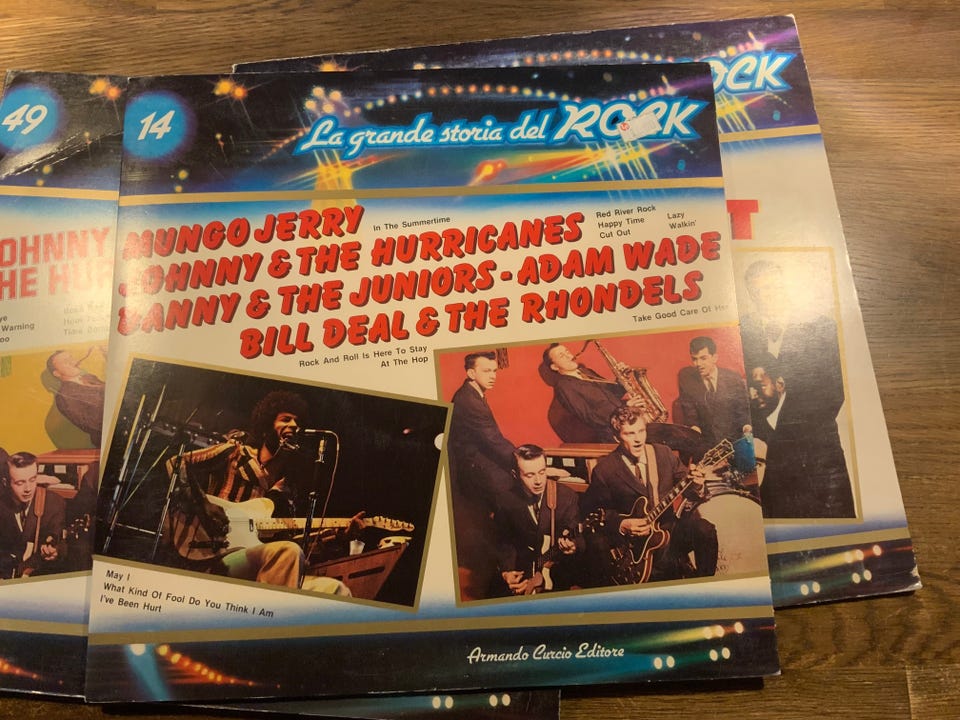 49
14
La grande storia del ROCK
OCK
MUNGO JERRY
In The Summertime
JOHNNY & THE HURRICANES
Red River Rock
Happy Time
Cut Out
Lazy
Walkin'
DANNY & THE JUNIORS - ADAM WADE
BILL DEAL & THE RHONDELS
Rock And Roll Is Here To Stay
At The Hop
Take Good Care Of Her
May I
What Kind Of Fool Do You Think I Am
I've Been Hurt
Armando Curcio Editore
OHNNY
HE HUR
Warning
T